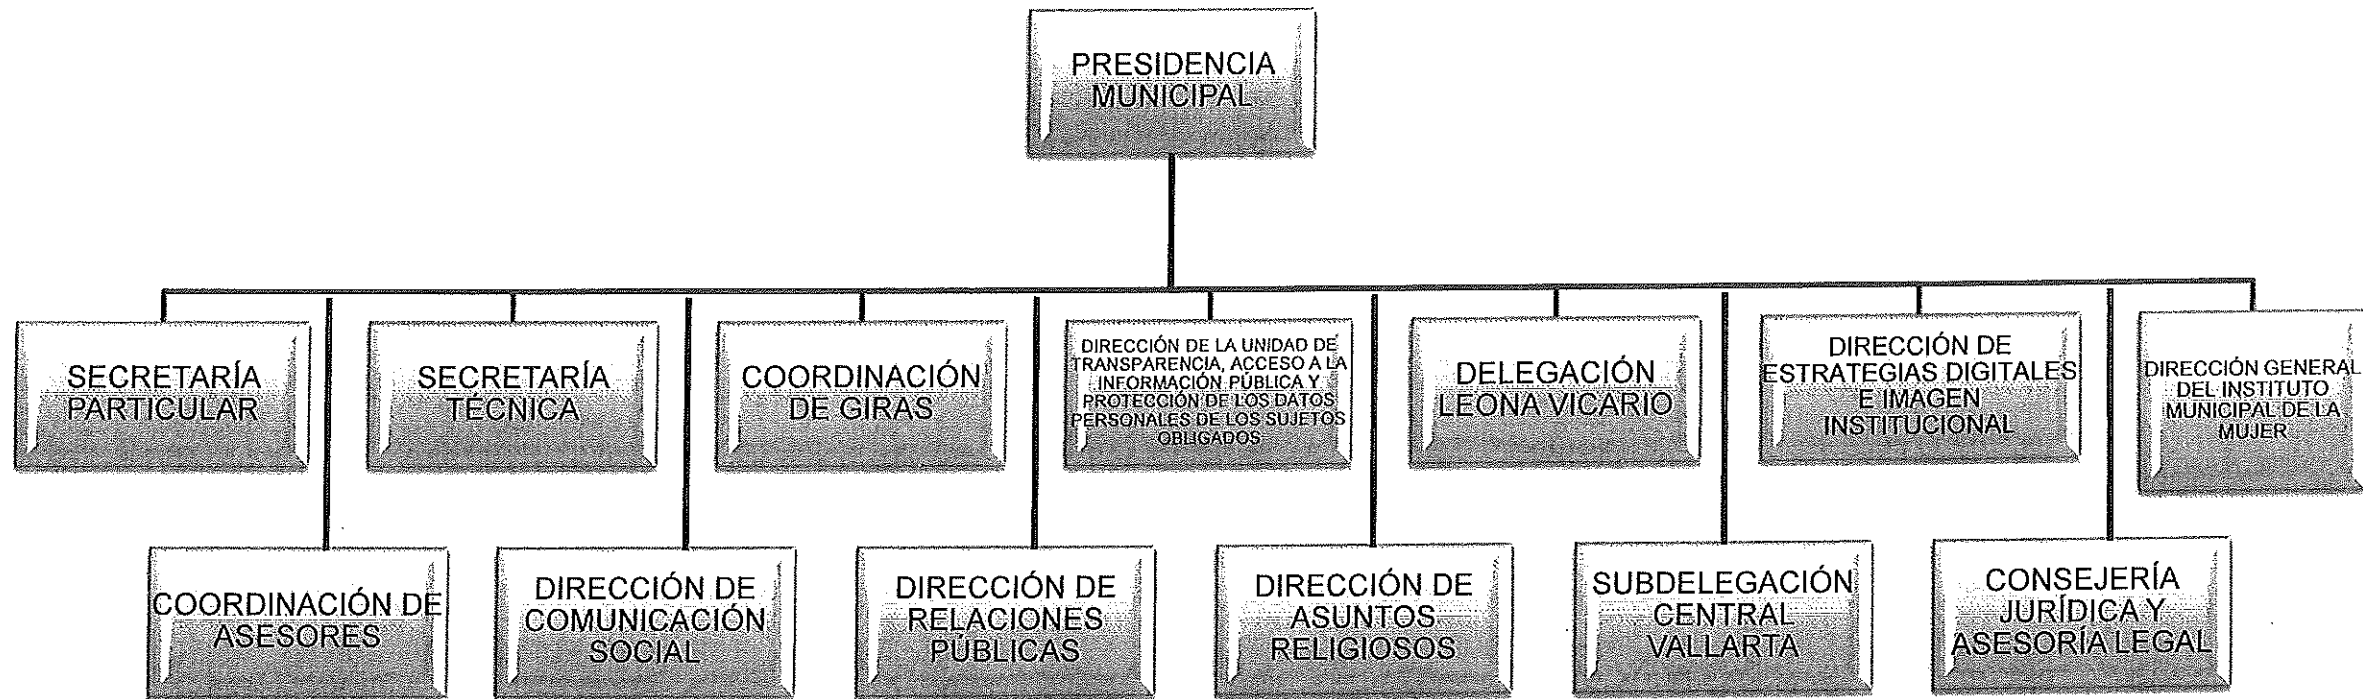 PRESIDENCIA
MUNICIPAL
SECRETARÍA
PARTICULAR
SECRETARÍA
TÉCNICA
COORDINACIÓN
DE GIRAS
DIRECCIÓN DE LA UNIDAD DE
TRANSPARENCIA, ACCESO A LA
INFORMACIÓN PÚBLICA Y
PROTECCIÓN DE LOS DATOS
PERSONALES DE LOS SUJETOS
OBLIGADOS
DELEGACIÓN
LEONA VICARIO
DIRECCIÓN DE
ESTRATEGIAS DIGITALES
E IMAGEN
INSTITUCIONAL
DIRECCIÓN GENERAL
DEL INSTITUTO
MUNICIPAL DE LA
MUJER
COORDINACIÓN DE
ASESORES
DIRECCIÓN DE
COMUNICACIÓN
SOCIAL
DIRECCIÓN DE
RELACIONES
PÚBLICAS
DIRECCIÓN DE
ASUNTOS
RELIGIOSOS
SUBDELEGACIÓN
CENTRAL
VALLARTA
CONSEJERÍA
JURÍDICA Y
ASESORÍA LEGAL